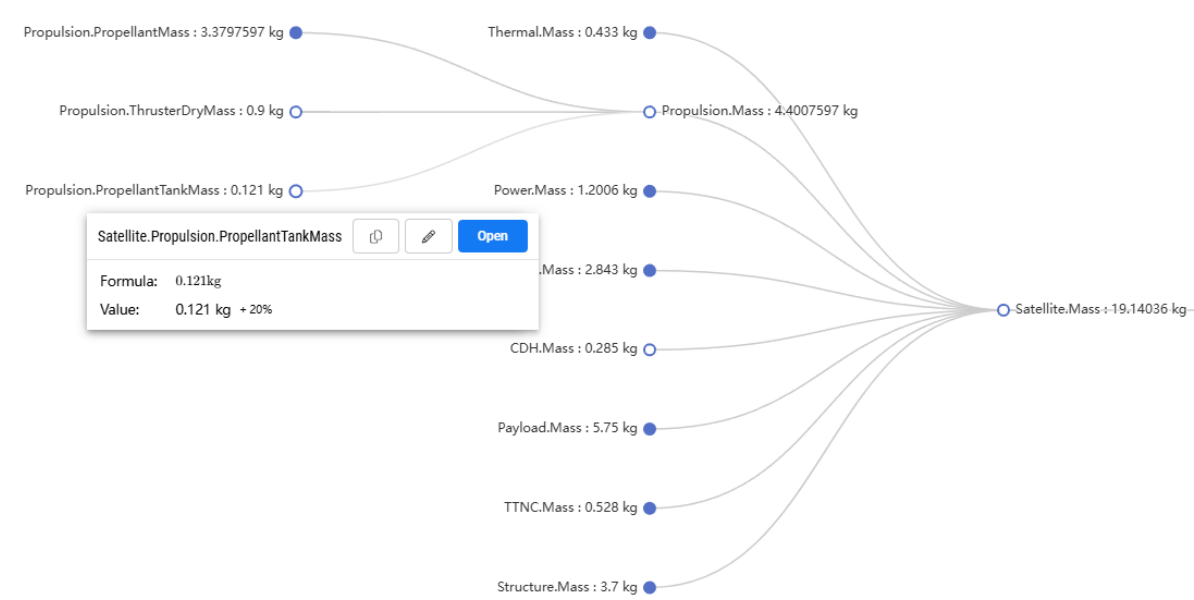 Propulsion.PropellantMass : 3.3797597 kg
Thermal.Mass : 0.433 kg
Propulsion.ThrusterDryMass : 0.9 kg
Propulsion.Mass : 4.4007597 kg
Propulsion.PropellantTankMass : 0.121 kg
Power.Mass : 1.2006 kg
Satellite.Propulsion.PropellantTankMass
Open
.Mass : 2.843 kg
Formula: 0.121kg
Value: 0.121 kg + 20%
Satellite.Mass : 19.14036 kg
CDH.Mass : 0.285 kg
Payload.Mass : 5.75 kg
TTNC.Mass : 0.528 kg
Structure.Mass : 3.7 kg